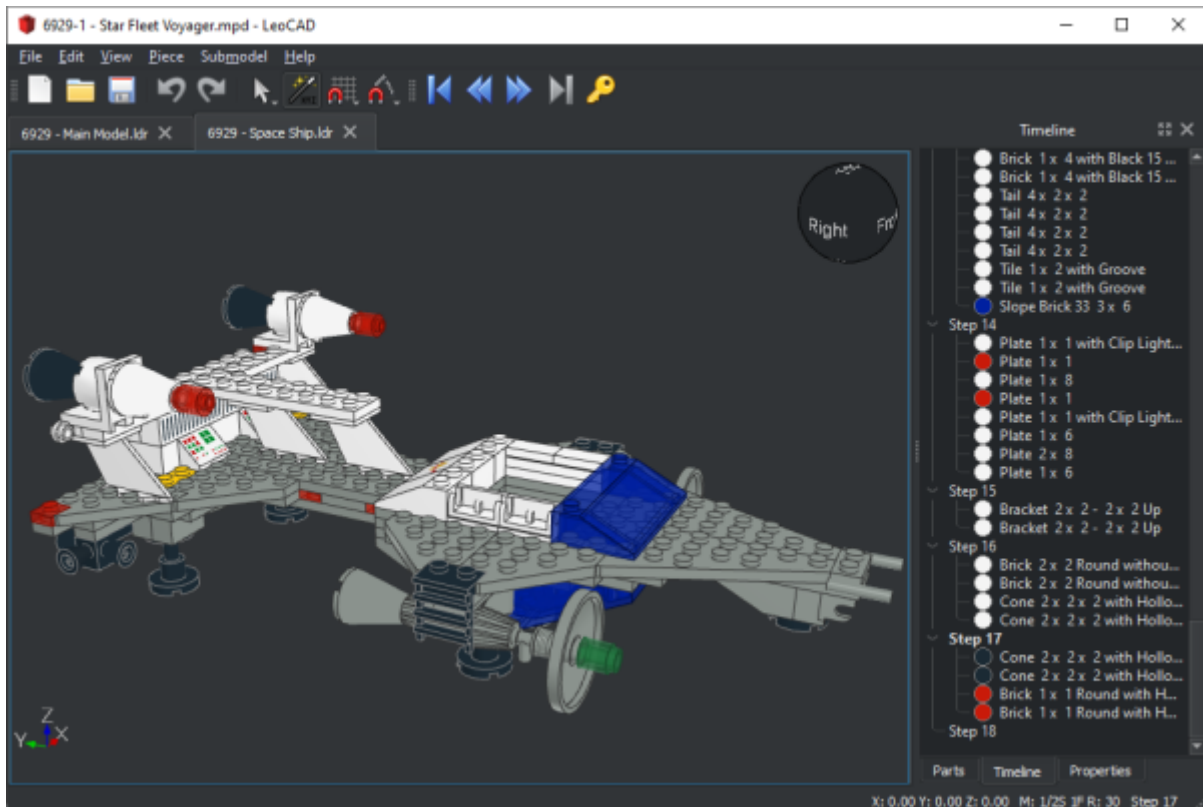 6929-1 - Star Fleet Voyager.mpd - LeoCAD
File Edit View Piece Submodel Help
6929 - Main Model.ldr
6929 - Space Ship.ldr
Timeline
Right
Fro
Brick 1 x 4 with Black 15 ...
Brick 1 x 4 with Black 15 ...
Tail 4 x 2 x 2
Tail 4 x 2 x 2
Tail 4 x 2 x 2
Tail 4 x 2 x 2
Tile 1 x 2 with Groove
Tile 1 x 2 with Groove
Slope Brick 33 3 x 6
Step 14
Plate 1 x 1 with Clip Light...
Plate 1 x 1
Plate 1 x 8
Plate 1 x 1
Plate 1 x 1 with Clip Light...
Plate 1 x 6
Plate 2 x 8
Plate 1 x 6
Step 15
Bracket 2 x 2 - 2 x 2 Up
Bracket 2 x 2 - 2 x 2 Up
Step 16
Brick 2 x 2 Round withou...
Brick 2 x 2 Round withou...
Cone 2 x 2 x 2 with Hollo...
Cone 2 x 2 x 2 with Hollo...
Step 17
Cone 2 x 2 x 2 with Hollo...
Cone 2 x 2 x 2 with Hollo...
Brick 1 x 1 Round with H...
Brick 1 x 1 Round with H...
Step 18
Z
Y X
Parts Timeline Properties
X: 0.00 Y: 0.00 Z: 0.00 M: 1/2S 1F R: 30 Step 17